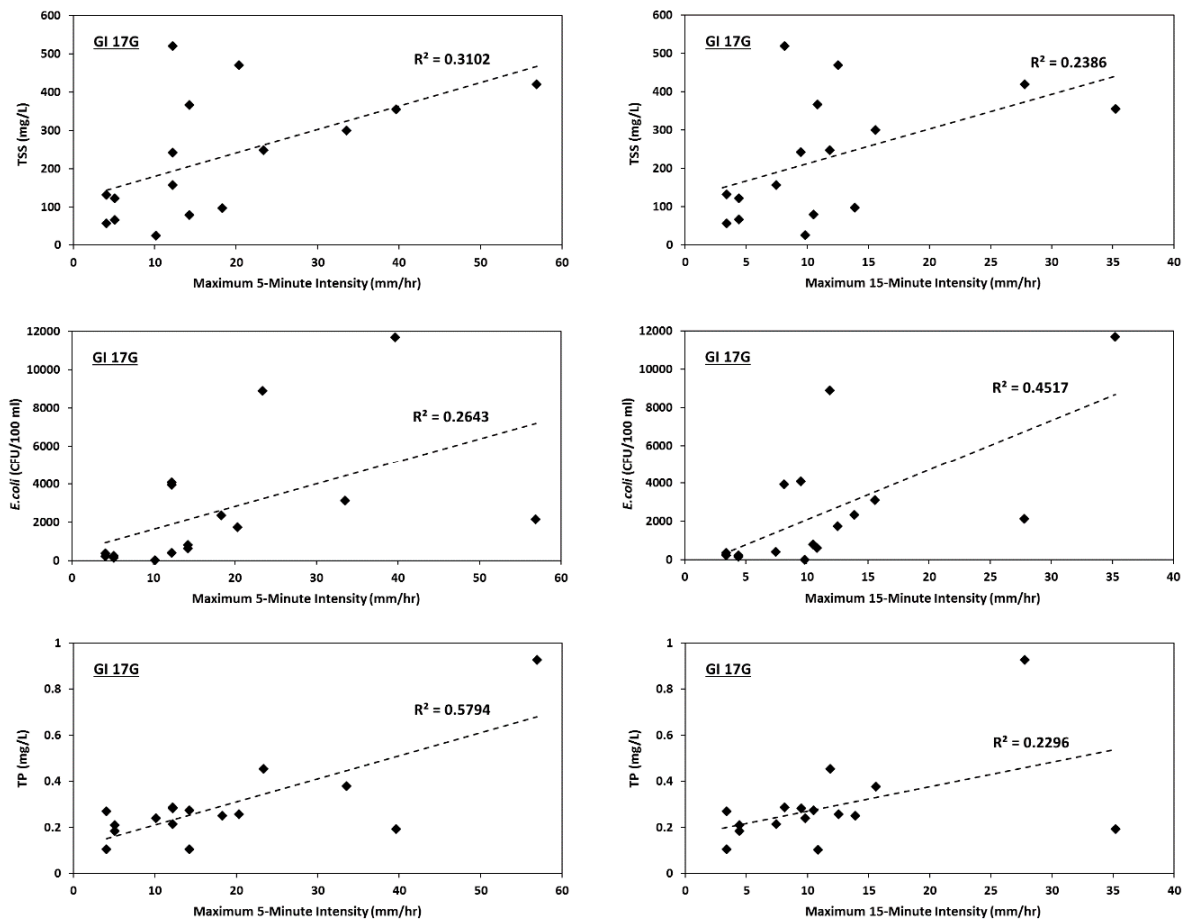 GI 17G
R² = 0.3102
TSS (mg/L)
600
500
400
300
200
100
0
0 10 20 30 40 50 60
Maximum 5-Minute Intensity (mm/hr)
GI 17G
R² = 0.2386
TSS (mg/L)
600
500
400
300
200
100
0
0 5 10 15 20 25 30 35 40
Maximum 15-Minute Intensity (mm/hr)
GI 17G
R² = 0.2643
E.coli (CFU/100 ml)
12000
10000
8000
6000
4000
2000
0
0 10 20 30 40 50 60
Maximum 5-Minute Intensity (mm/hr)
GI 17G
R² = 0.4517
E.coli (CFU/100 ml)
12000
10000
8000
6000
4000
2000
0
0 5 10 15 20 25 30 35 40
Maximum 15-Minute Intensity (mm/hr)
GI 17G
R² = 0.5794
TP (mg/L)
1
0.8
0.6
0.4
0.2
0
0 10 20 30 40 50 60
Maximum 5-Minute Intensity (mm/hr)
GI 17G
R² = 0.2296
TP (mg/L)
1
0.8
0.6
0.4
0.2
0
0 5 10 15 20 25 30 35 40
Maximum 15-Minute Intensity (mm/hr)